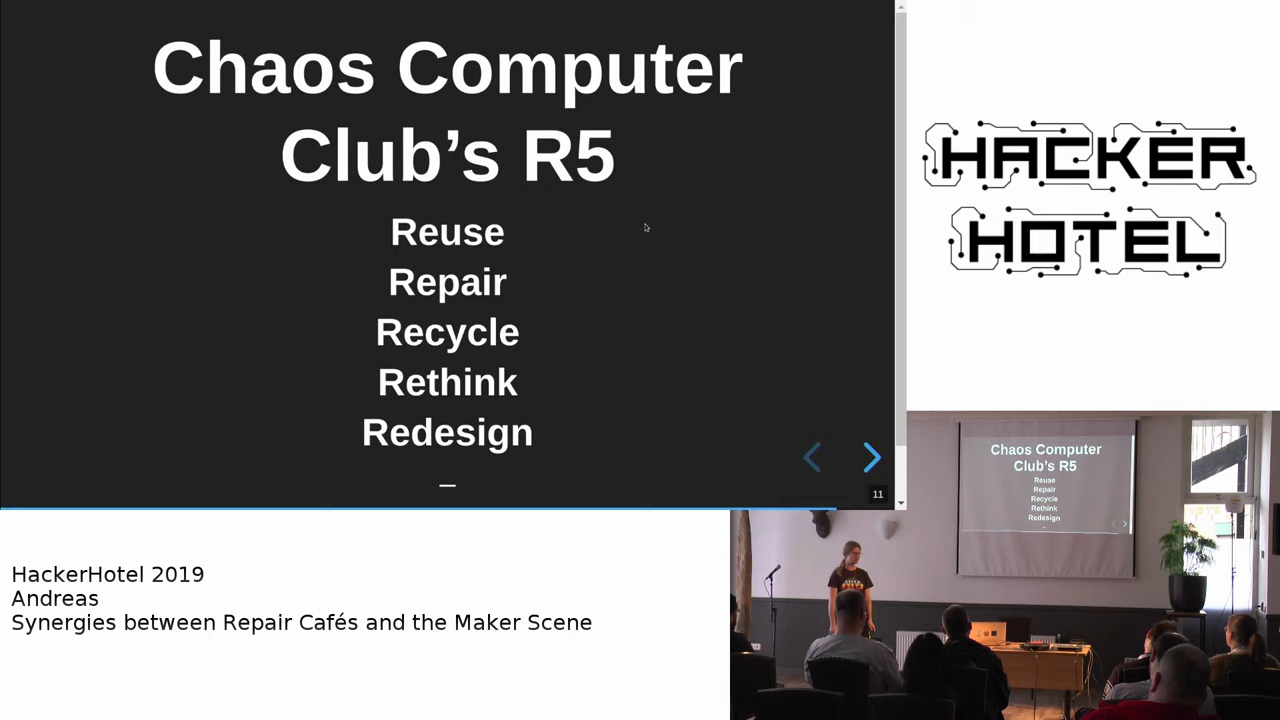 Chaos Computer
Club’s R5
Reuse
Repair
Recycle
Rethink
Redesign
_
11
HACKER
HOTEL
Chaos Computer
Club’s R5
Reuse
Repair
Recycle
Rethink
Redesign
HackerHotel 2019
Andreas
Synergies between Repair Cafés and the Maker Scene